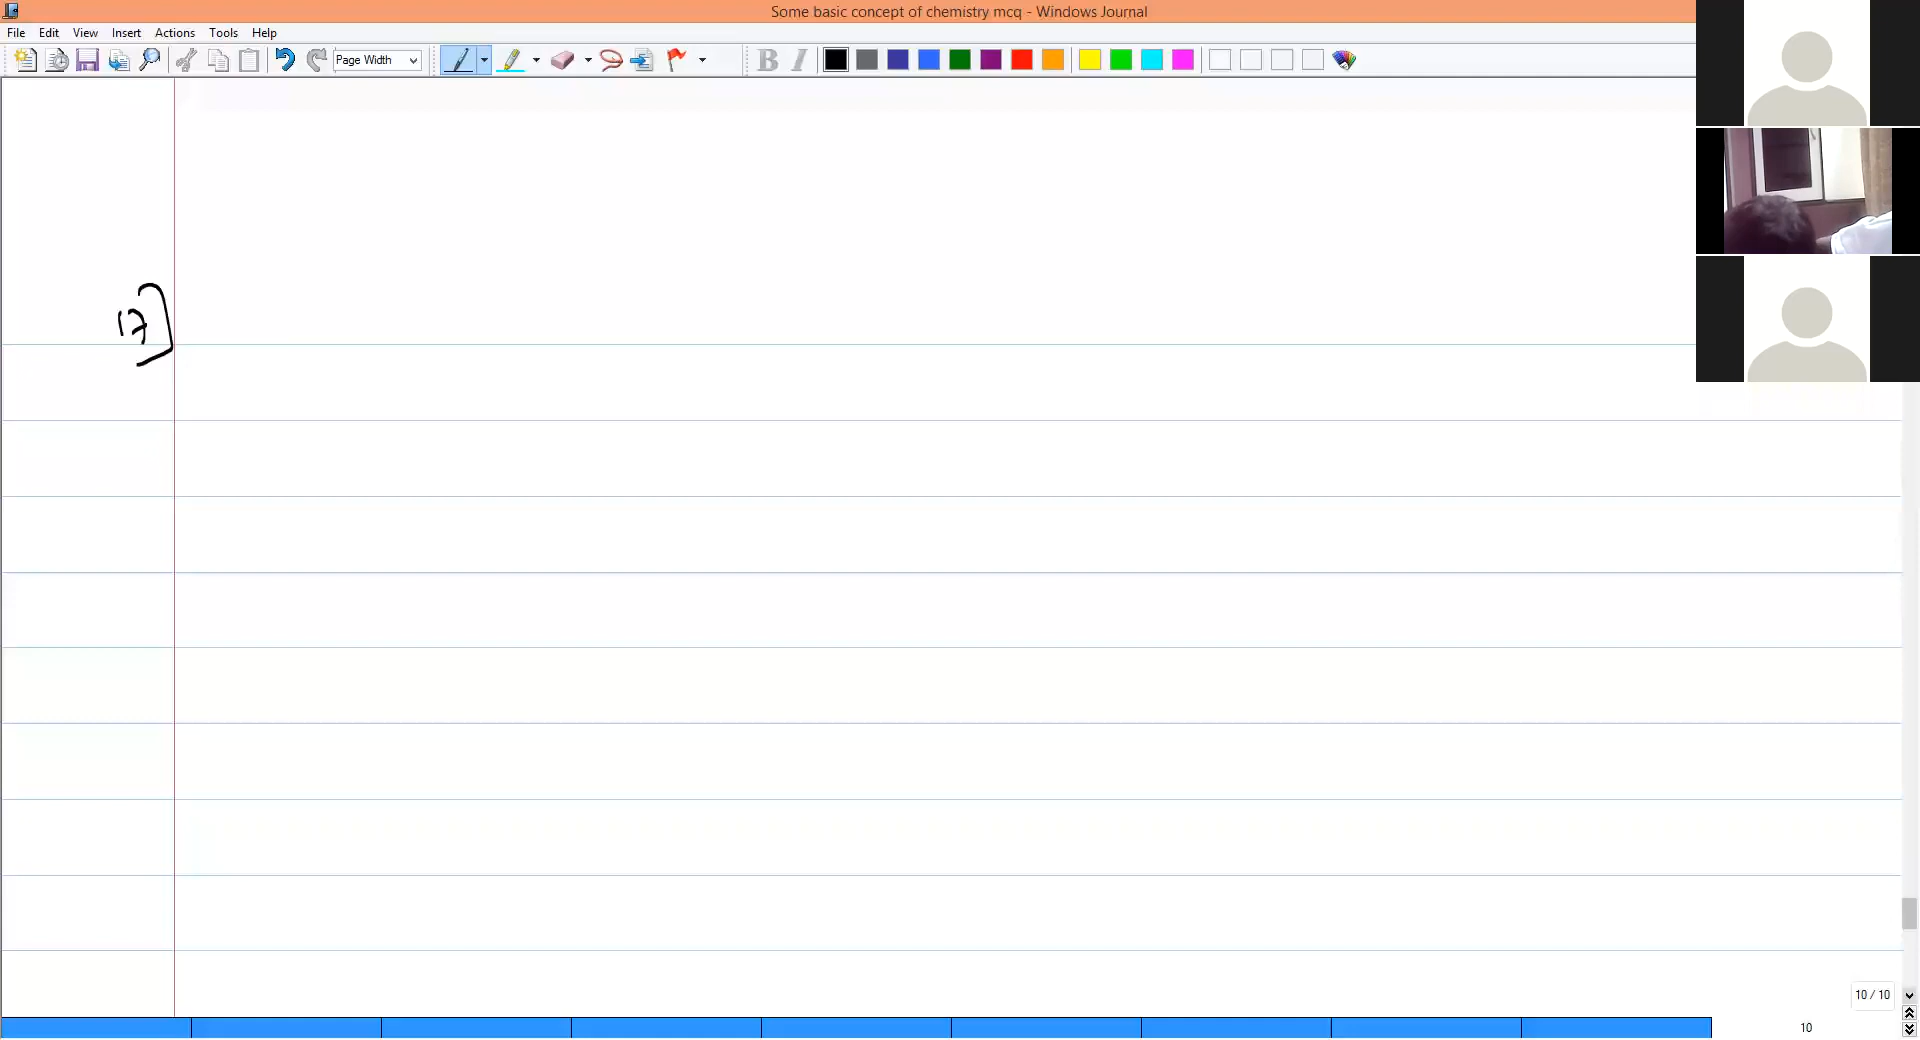 Some basic concept of chemistry mcq - Windows Journal
File Edit View Insert Actions Tools Help
Page Width B I
17]
10 / 10
10